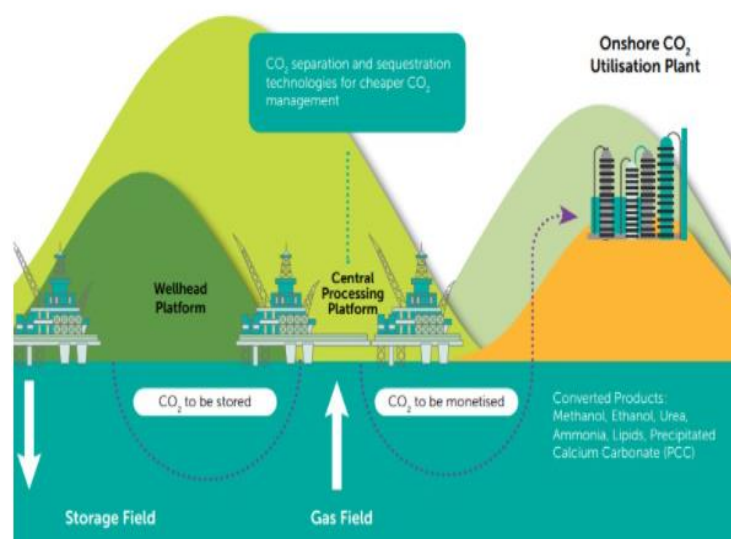 CO₂ separation and sequestration
technologies for cheaper CO₂
management
Onshore CO₂
Utilisation Plant
Wellhead
Platform
Central
Processing
Platform
CO₂ to be stored
CO₂ to be monetised
Converted Products:
Methanol, Ethanol, Urea,
Ammonia, Lipids, Precipitated
Calcium Carbonate (PCC)
Storage Field
Gas Field